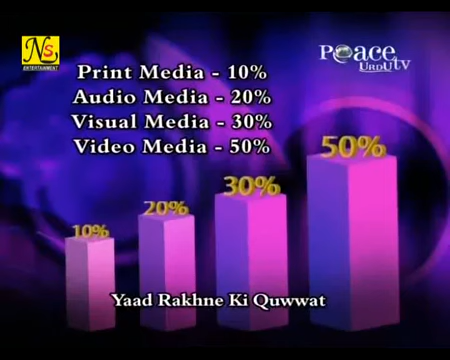 Ns
ENTERTAINMENT
Peace
URDU tv
Print Media - 10%
Audio Media - 20%
Visual Media - 30%
Video Media - 50%
10%
20%
30%
50%
Yaad Rakhne Ki Quwwat